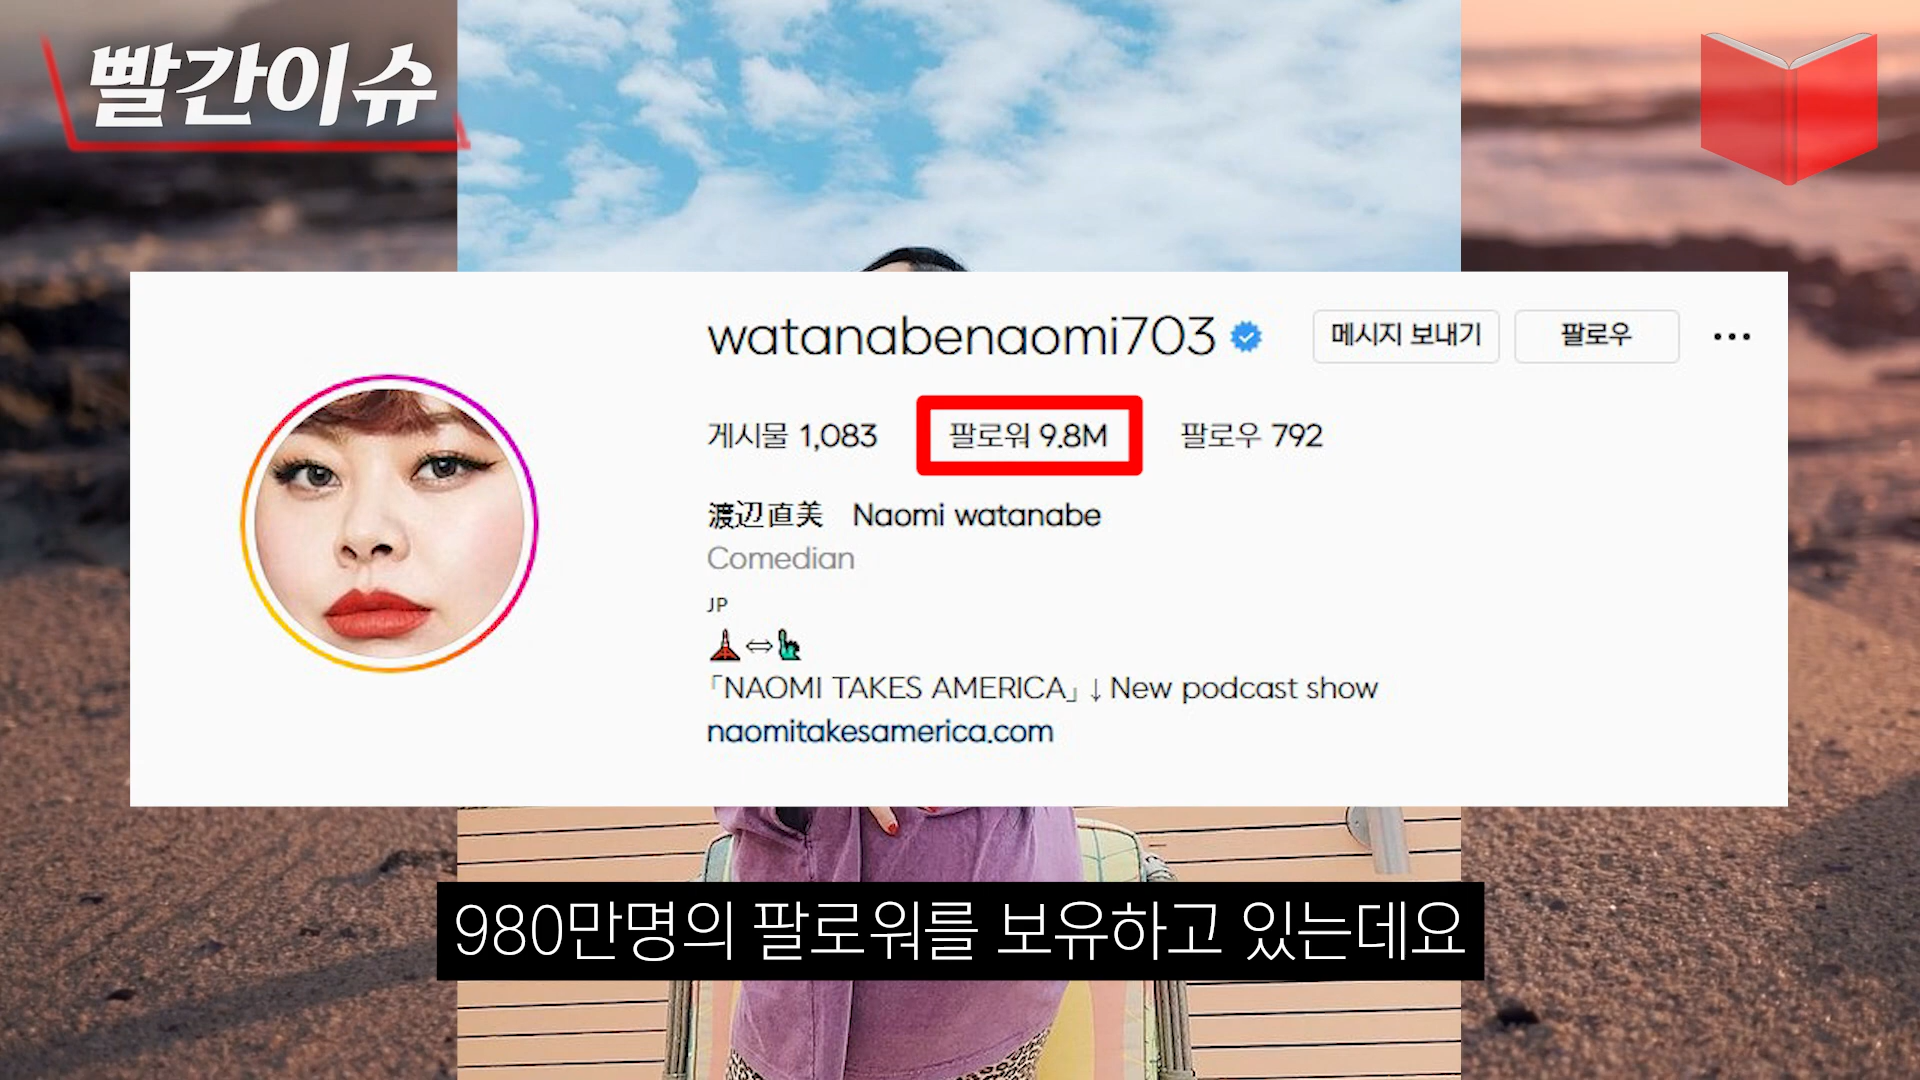 빨간이슈
watanabenaomi703
메시지 보내기
팔로우
게시물 1,083
팔로워 9.8M
팔로우 792
渡辺直美 Naomi watanabe
Comedian
JP
「NAOMI TAKES AMERICA」↓ New podcast show
naomitakesamerica.com
980만명의 팔로워를 보유하고 있는데요